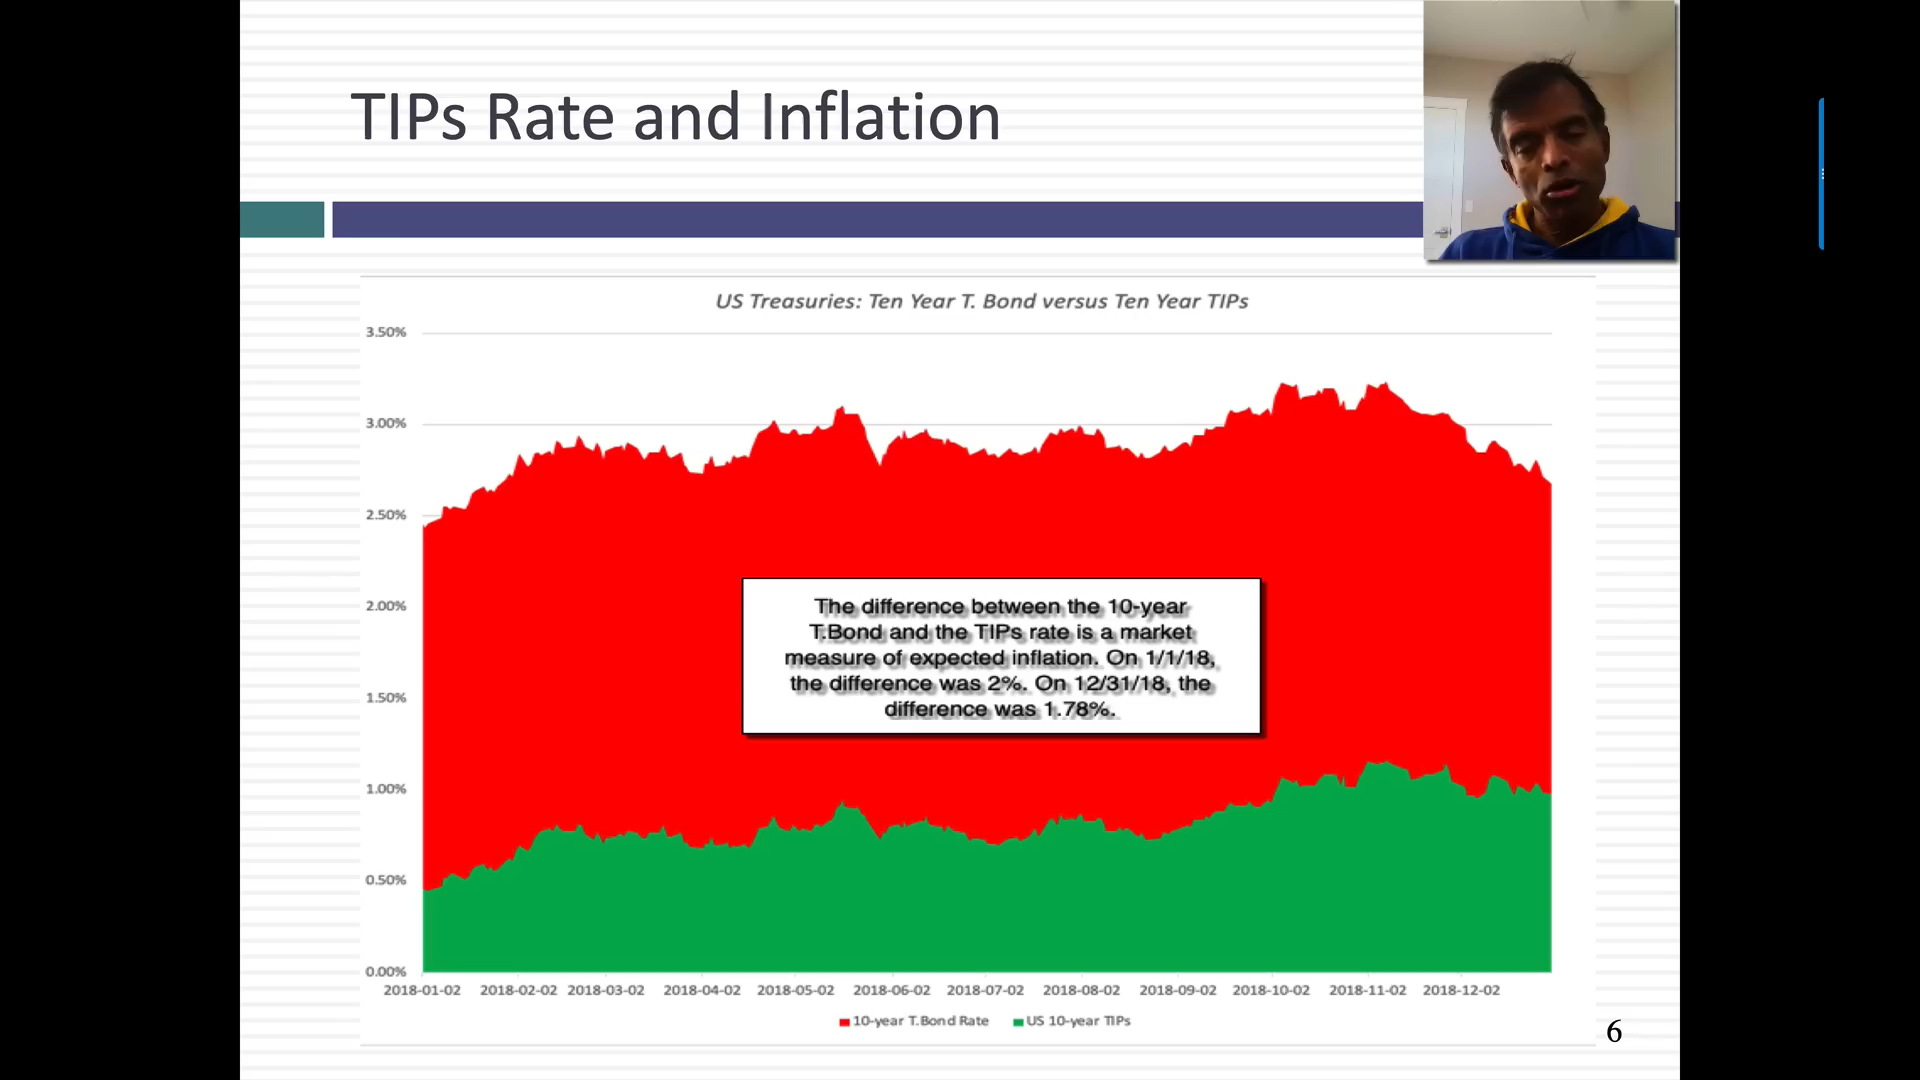 TIPs Rate and Inflation
US Treasuries: Ten Year T. Bond versus Ten Year TIPs
3.50%
3.00%
2.50%
2.00%
1.50%
1.00%
0.50%
0.00%
The difference between the 10-year
T.Bond and the TIPs rate is a market
measure of expected inflation. On 1/1/18,
the difference was 2%. On 12/31/18, the
difference was 1.78%.
2018-01-02 2018-02-02 2018-03-02 2018-04-02 2018-05-02 2018-06-02 2018-07-02 2018-08-02 2018-09-02 2018-10-02 2018-11-02 2018-12-02
10-year T.Bond Rate US 10-year TIPs
6